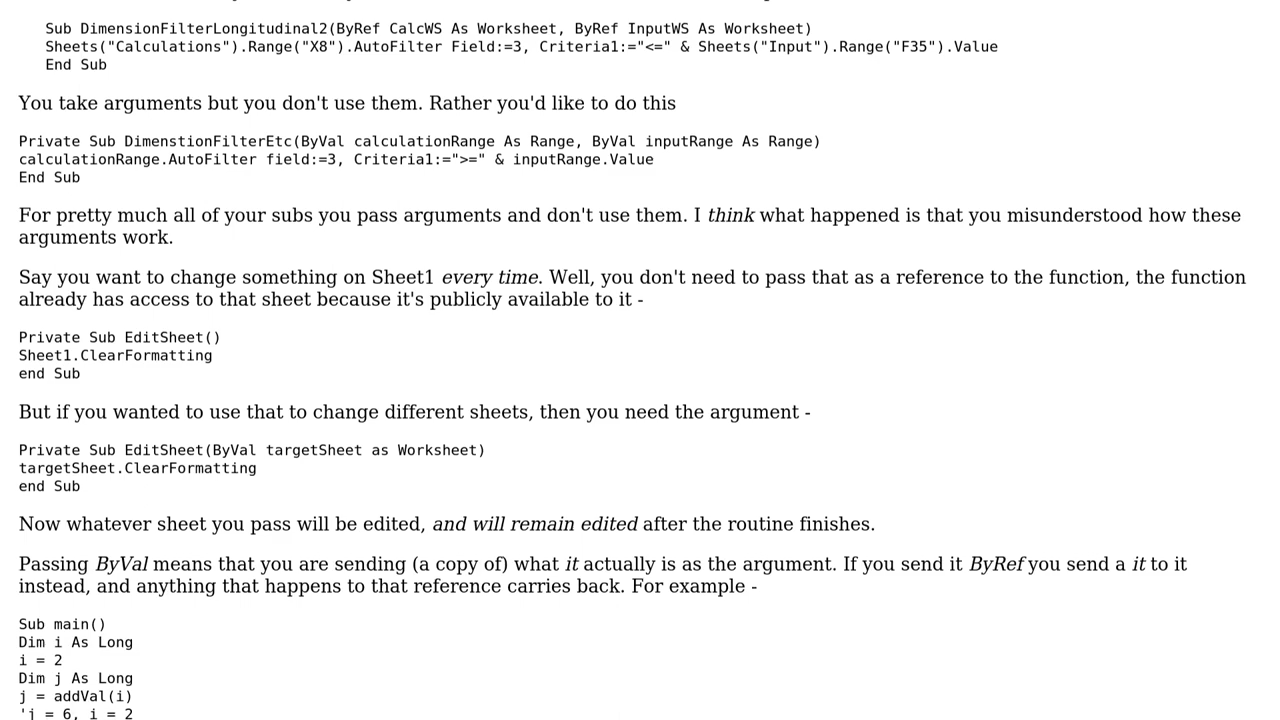 Sub DimensionFilterLongitudinal2(ByRef CalcWS As Worksheet, ByRef InputWS As Worksheet)
Sheets("Calculations").Range("X8").AutoFilter Field:=3, Criteria1:="<=" & Sheets("Input").Range("F35").Value
End Sub
You take arguments but you don't use them. Rather you'd like to do this
Private Sub DimenstionFilterEtc(ByVal calculationRange As Range, ByVal inputRange As Range)
calculationRange.AutoFilter field:=3, Criteria1:=">=" & inputRange.Value
End Sub
For pretty much all of your subs you pass arguments and don't use them. I think what happened is that you misunderstood how these
arguments work.
Say you want to change something on Sheet1 every time. Well, you don't need to pass that as a reference to the function, the function
already has access to that sheet because it's publicly available to it -
Private Sub EditSheet()
Sheet1.ClearFormatting
end Sub
But if you wanted to use that to change different sheets, then you need the argument -
Private Sub EditSheet(ByVal targetSheet as Worksheet)
targetSheet.ClearFormatting
end Sub
Now whatever sheet you pass will be edited, and will remain edited after the routine finishes.
Passing ByVal means that you are sending (a copy of) what it actually is as the argument. If you send it ByRef you send a it to it
instead, and anything that happens to that reference carries back. For example -
Sub main()
Dim i As Long
i = 2
Dim j As Long
j = addVal(i)
'j = 6, i = 2